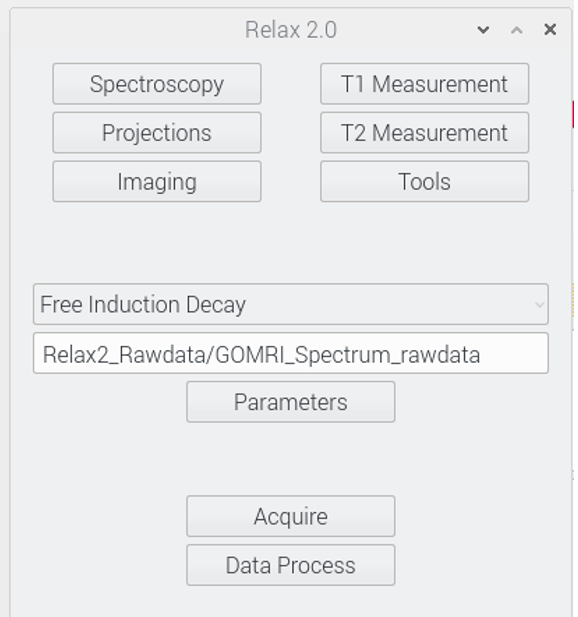 Relax 2.0
Spectroscopy
T1 Measurement
Projections
T2 Measurement
Imaging
Tools
Free Induction Decay
Relax2_Rawdata/GOMRI_Spectrum_rawdata
Parameters
Acquire
Data Process